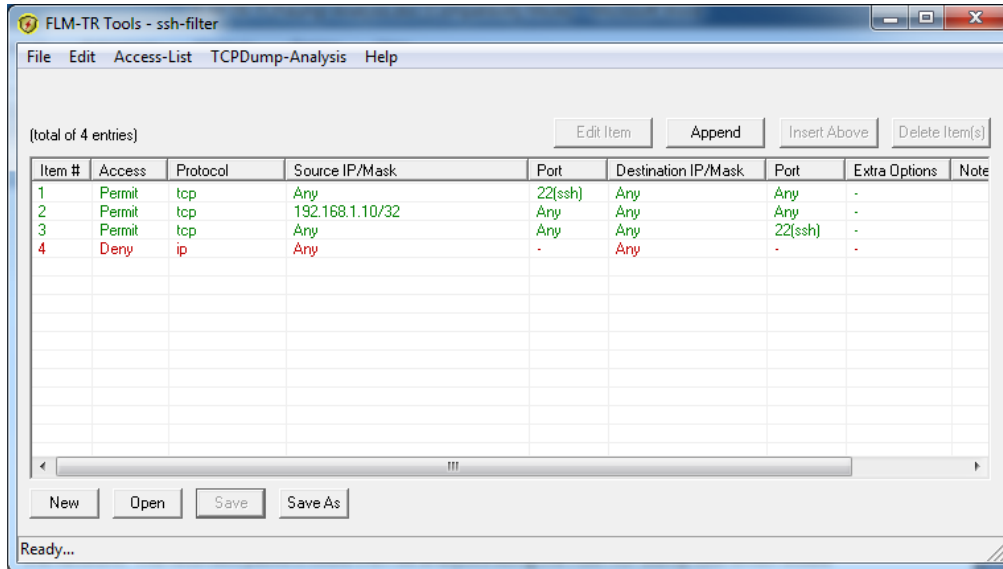 FLM-TR Tools - ssh-filter
File Edit Access-List TCPDump-Analysis Help
(total of 4 entries) Edit Item Append Insert Above Delete Item(s)
Item # Access Protocol Source IP/Mask Port Destination IP/Mask Port Extra Options Note
1 Permit tcp Any 22(ssh) Any Any -
2 Permit tcp 192.168.1.10/32 Any Any Any -
3 Permit tcp Any Any Any 22(ssh) -
4 Deny ip Any - Any - -
New Open Save Save As
Ready...